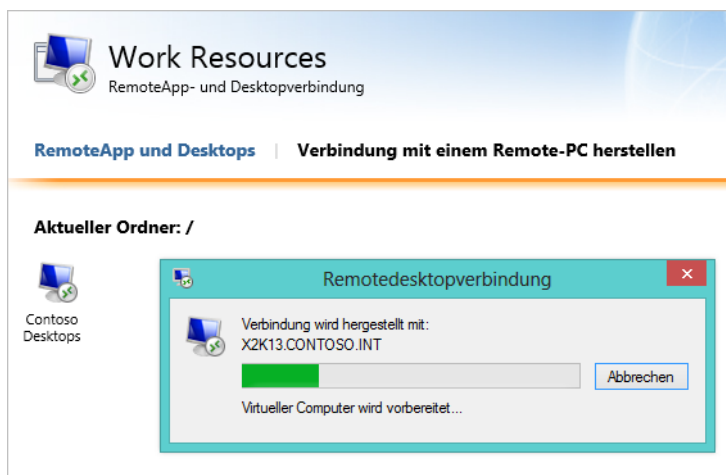 Work Resources
RemoteApp- und Desktopverbindung
RemoteApp und Desktops | Verbindung mit einem Remote-PC herstellen
Aktueller Ordner: /
Contoso
Desktops
Remotedesktopverbindung
Verbindung wird hergestellt mit:
X2K13.CONTOSO.INT
Abbrechen
Virtueller Computer wird vorbereitet...